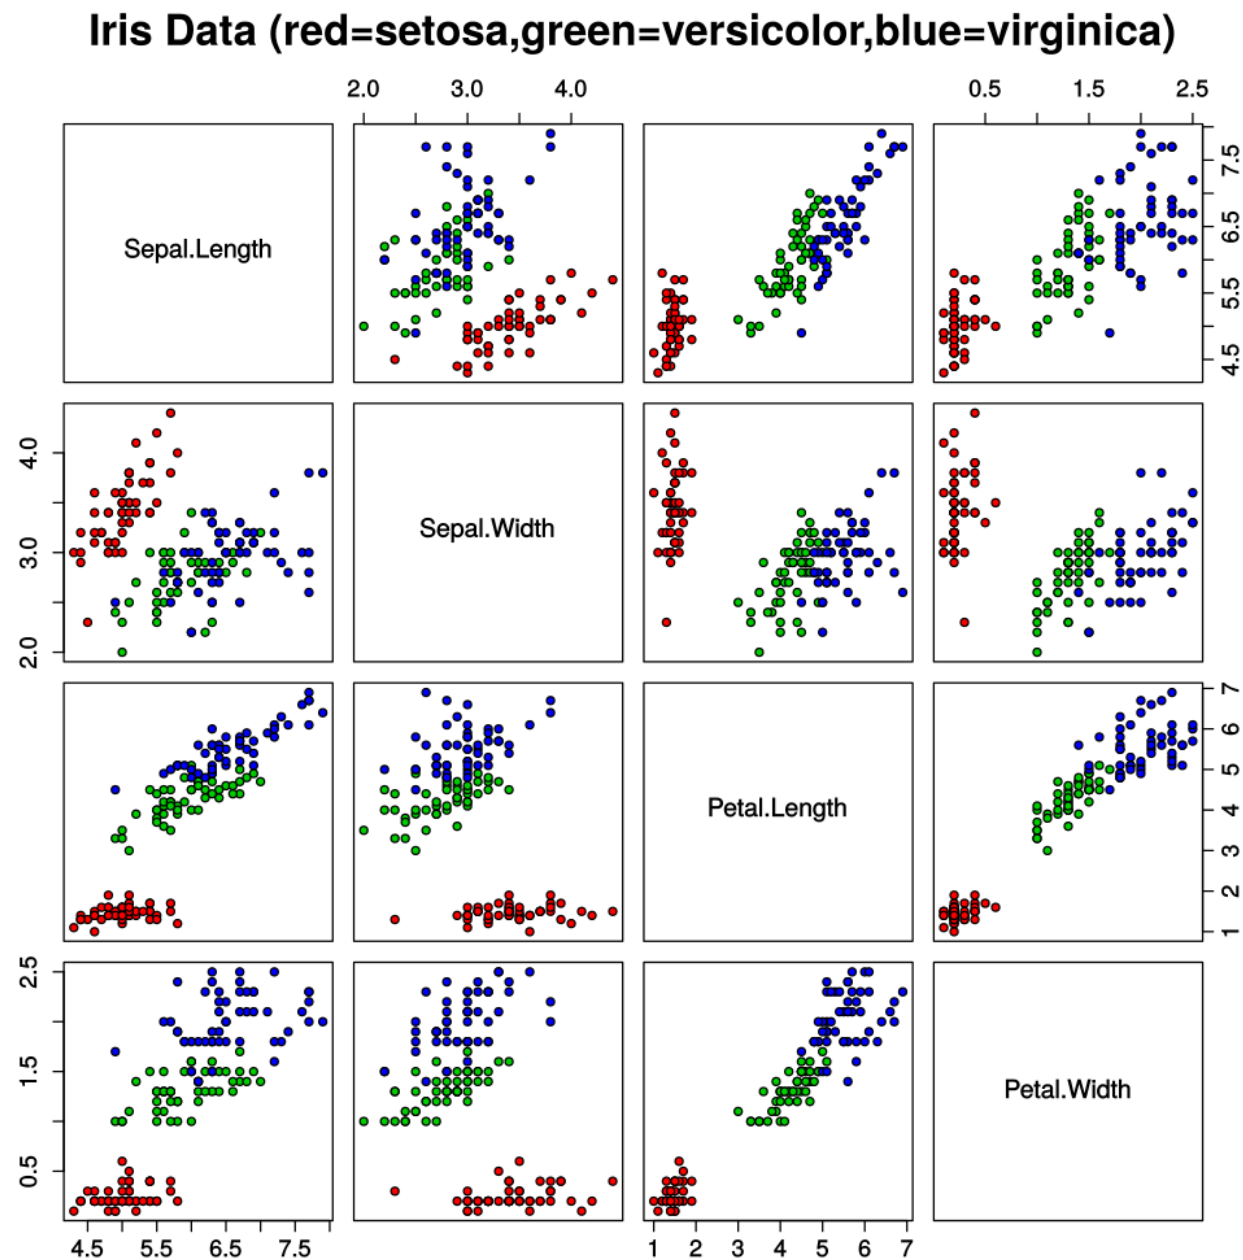 Iris Data (red=setosa,green=versicolor,blue=virginica)
2.0 3.0 4.0 0.5 1.5 2.5
Sepal.Length
4.5 5.5 6.5 7.5
2.0 3.0 4.0
Sepal.Width
Petal.Length
1 2 3 4 5 6 7
0.5 1.5 2.5
Petal.Width
4.5 5.5 6.5 7.5 1 2 3 4 5 6 7